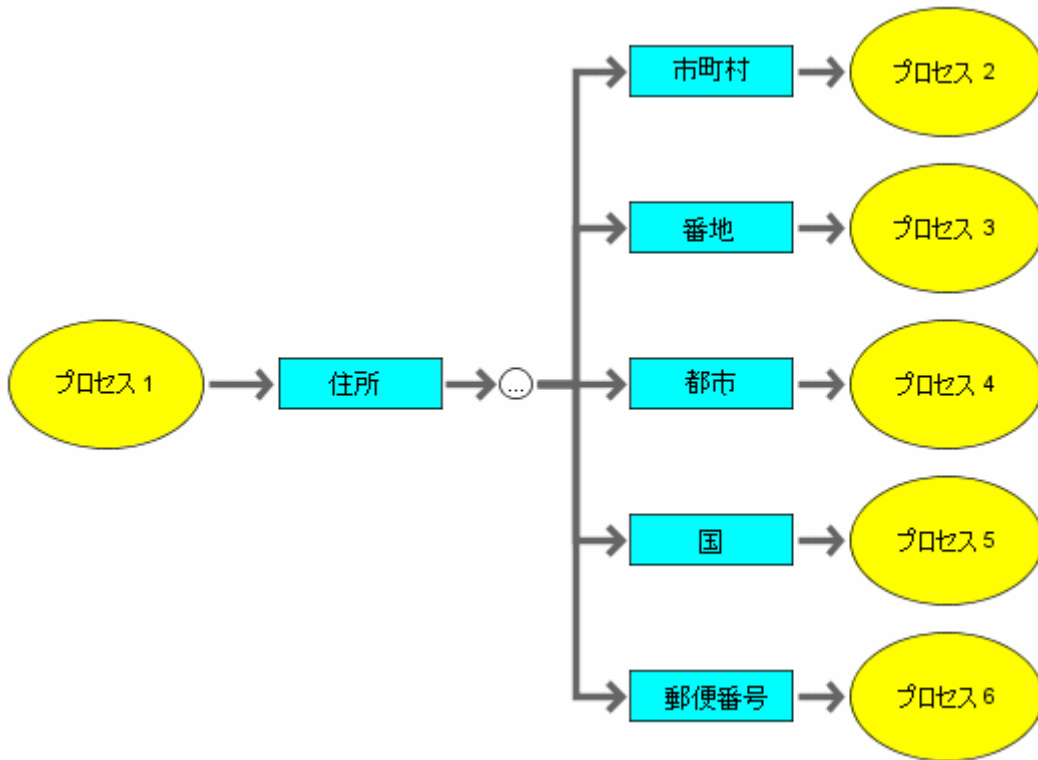 市町村
プロセス 2
番地
プロセス 3
プロセス 1
住所
...
都市
プロセス 4
国
プロセス 5
郵便番号
プロセス 6